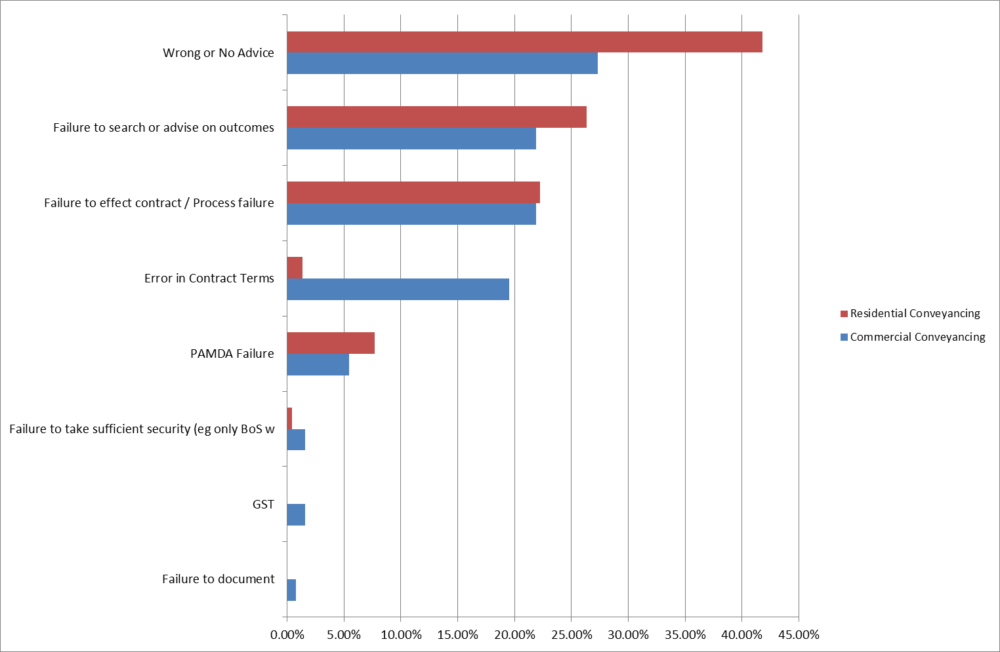 Wrong or No Advice
Failure to search or advise on outcomes
Failure to effect contract / Process failure
Error in Contract Terms
PAMDA Failure
Failure to take sufficient security (eg only BoS w
GST
Failure to document
0.00% 5.00% 10.00% 15.00% 20.00% 25.00% 30.00% 35.00% 40.00% 45.00%
Residential Conveyancing
Commercial Conveyancing